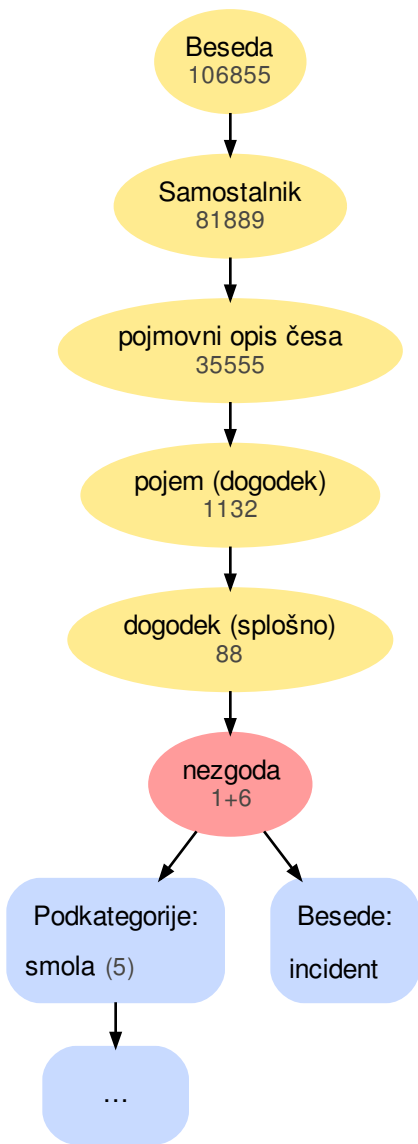 Beseda
106855
Samostalnik
81889
pojmovni opis česa
35555
pojem (dogodek)
1132
dogodek (splošno)
88
nezgoda
1+6
Podkategorije:
smola (5)
Besede:
incident
...